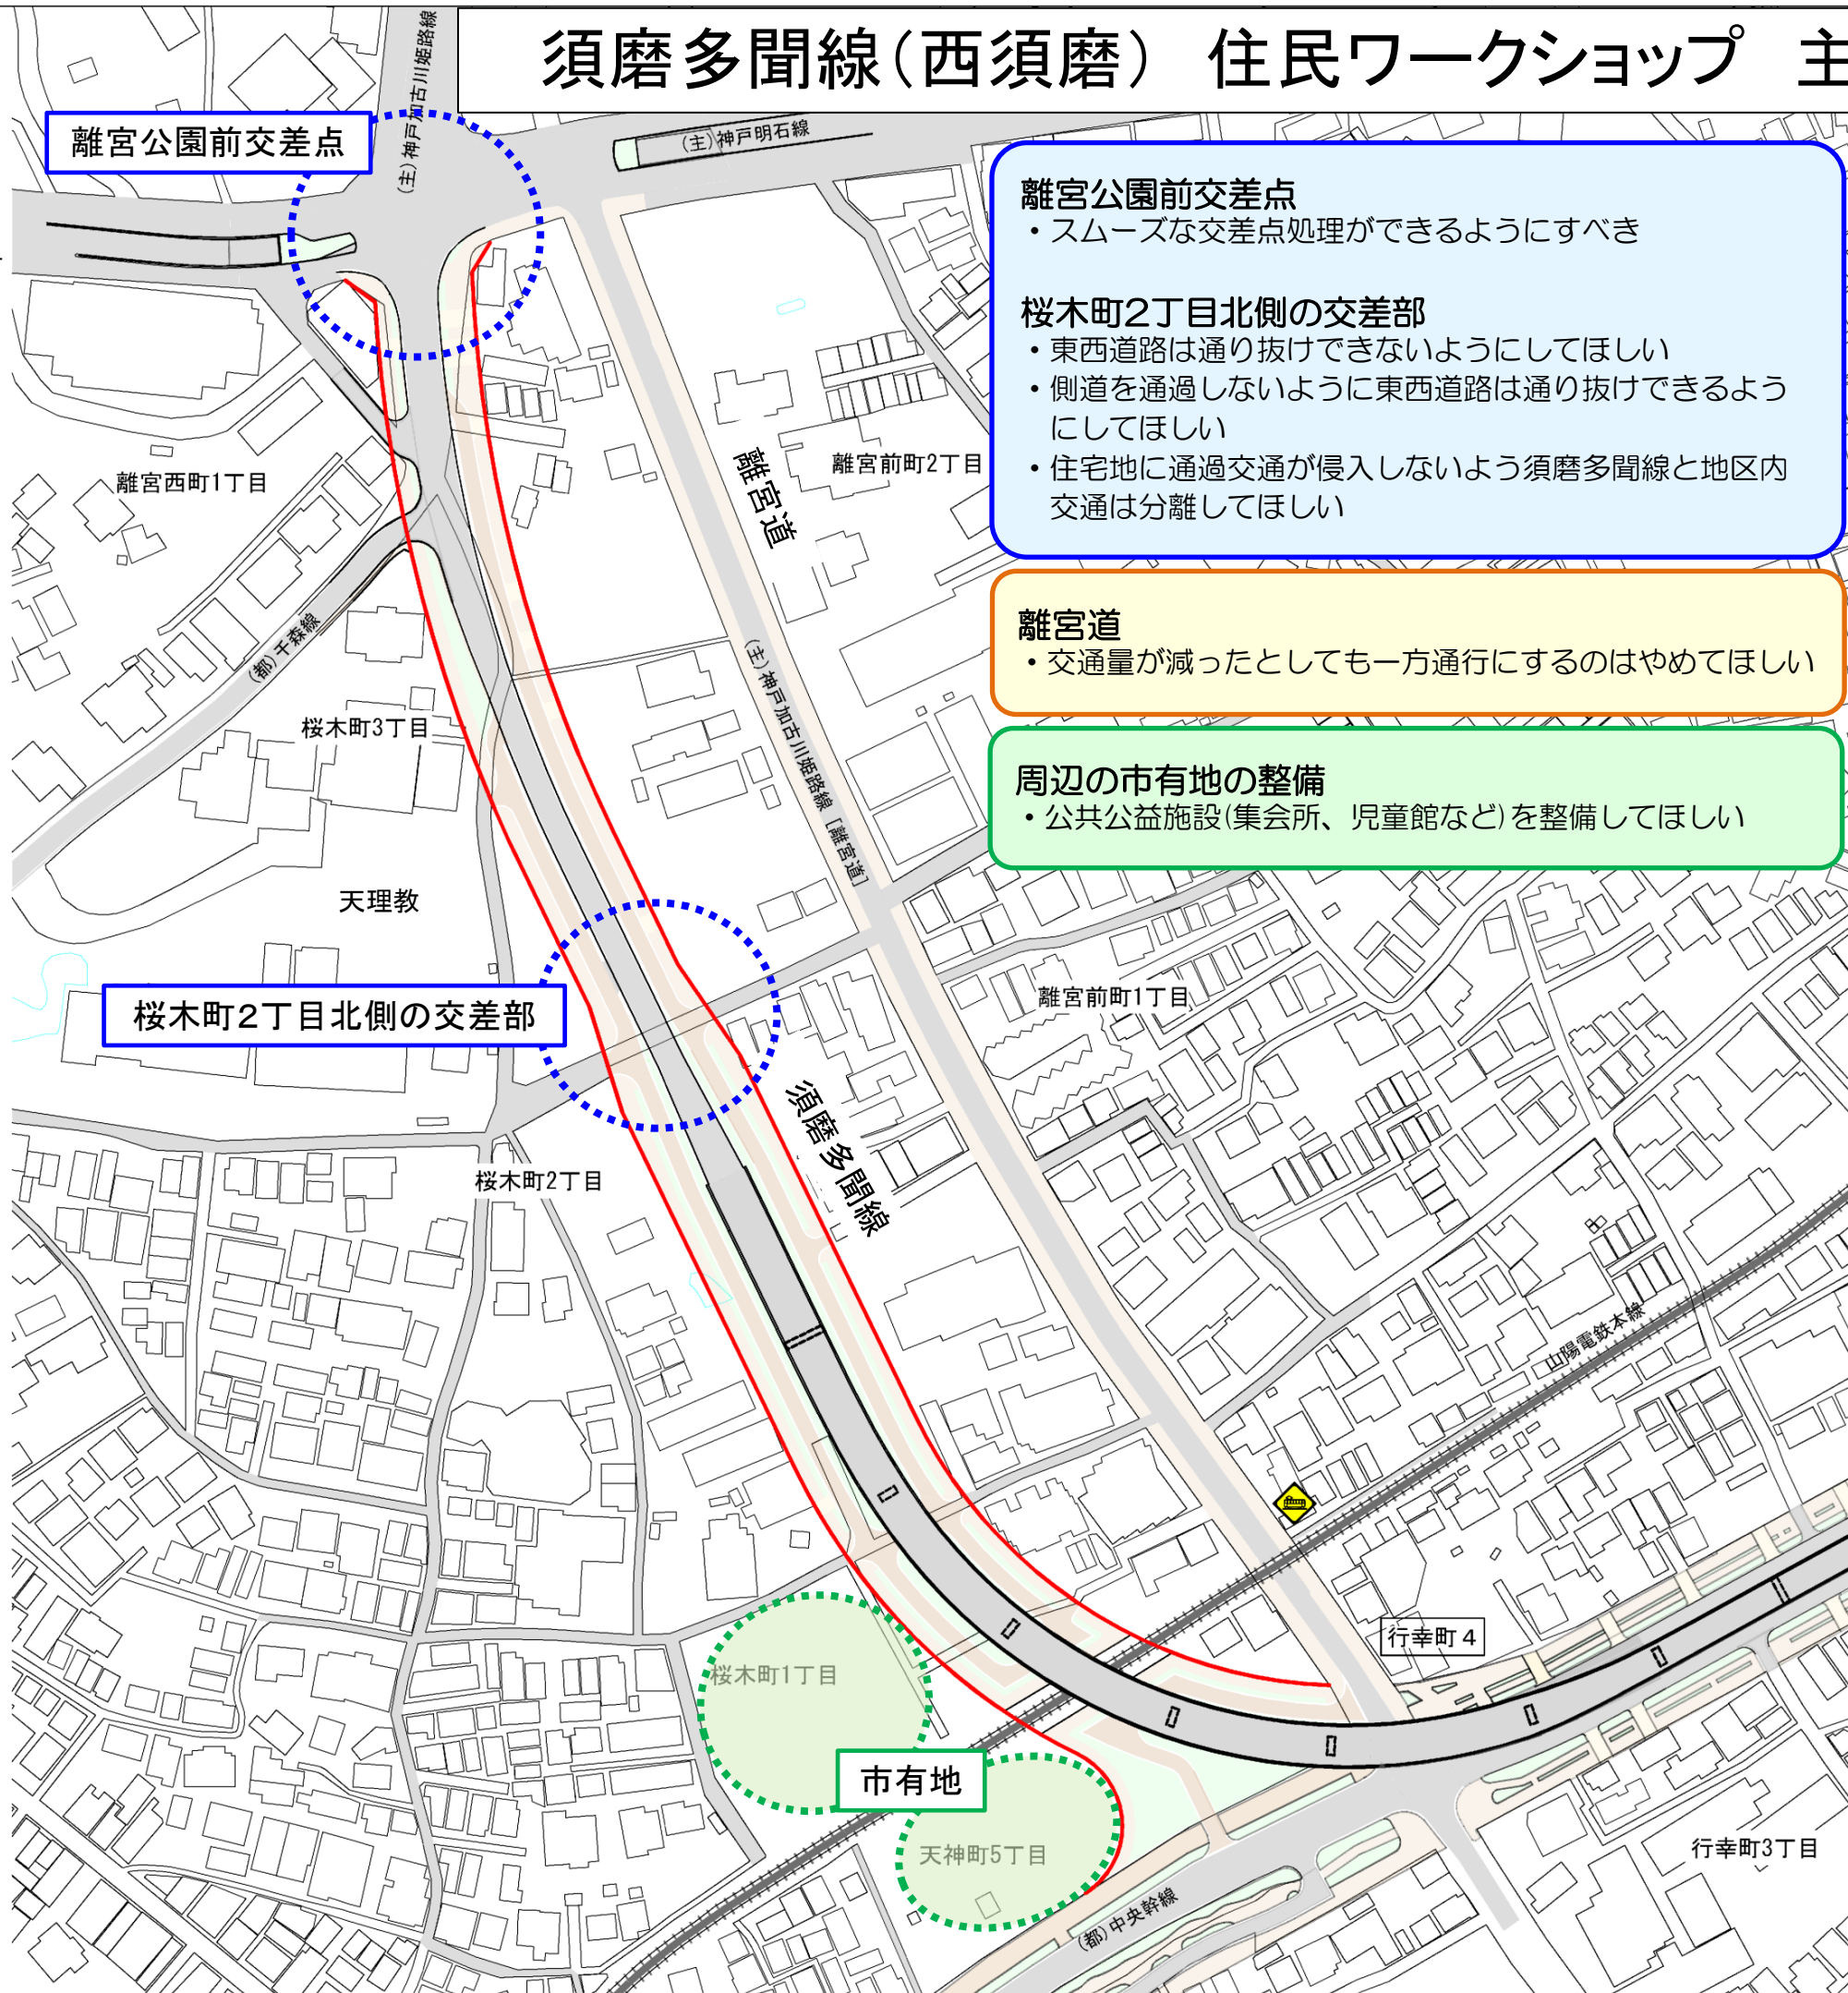 須磨多聞線(西須磨) 住民ワークショップ 主
離宮公園前交差点
(主)神戸加古川姫路線
(主)神戸明石線
離宮公園前交差点
・スムーズな交差点処理ができるようにすべき
桜木町2丁目北側の交差部
・東西道路は通り抜けできないようにしてほしい
・側道を通過しないように東西道路は通り抜けできるよう
にしてほしい
・住宅地に通過交通が侵入しないよう須磨多聞線と地区内
交通は分離してほしい
離宮道
・交通量が減ったとしても一方通行にするのはやめてほしい
周辺の市有地の整備
・公共公益施設(集会所、児童館など)を整備してほしい
離宮西町1丁目
離宮道
離宮前町2丁目
(都)千森線
(主)神戸加古川姫路線 [離宮道]
桜木町3丁目
天理教
桜木町2丁目北側の交差部
離宮前町1丁目
須磨多聞線
桜木町2丁目
山陽電鉄本線
行幸町4
桜木町1丁目
市有地
天神町5丁目
(都)中央幹線
行幸町3丁目